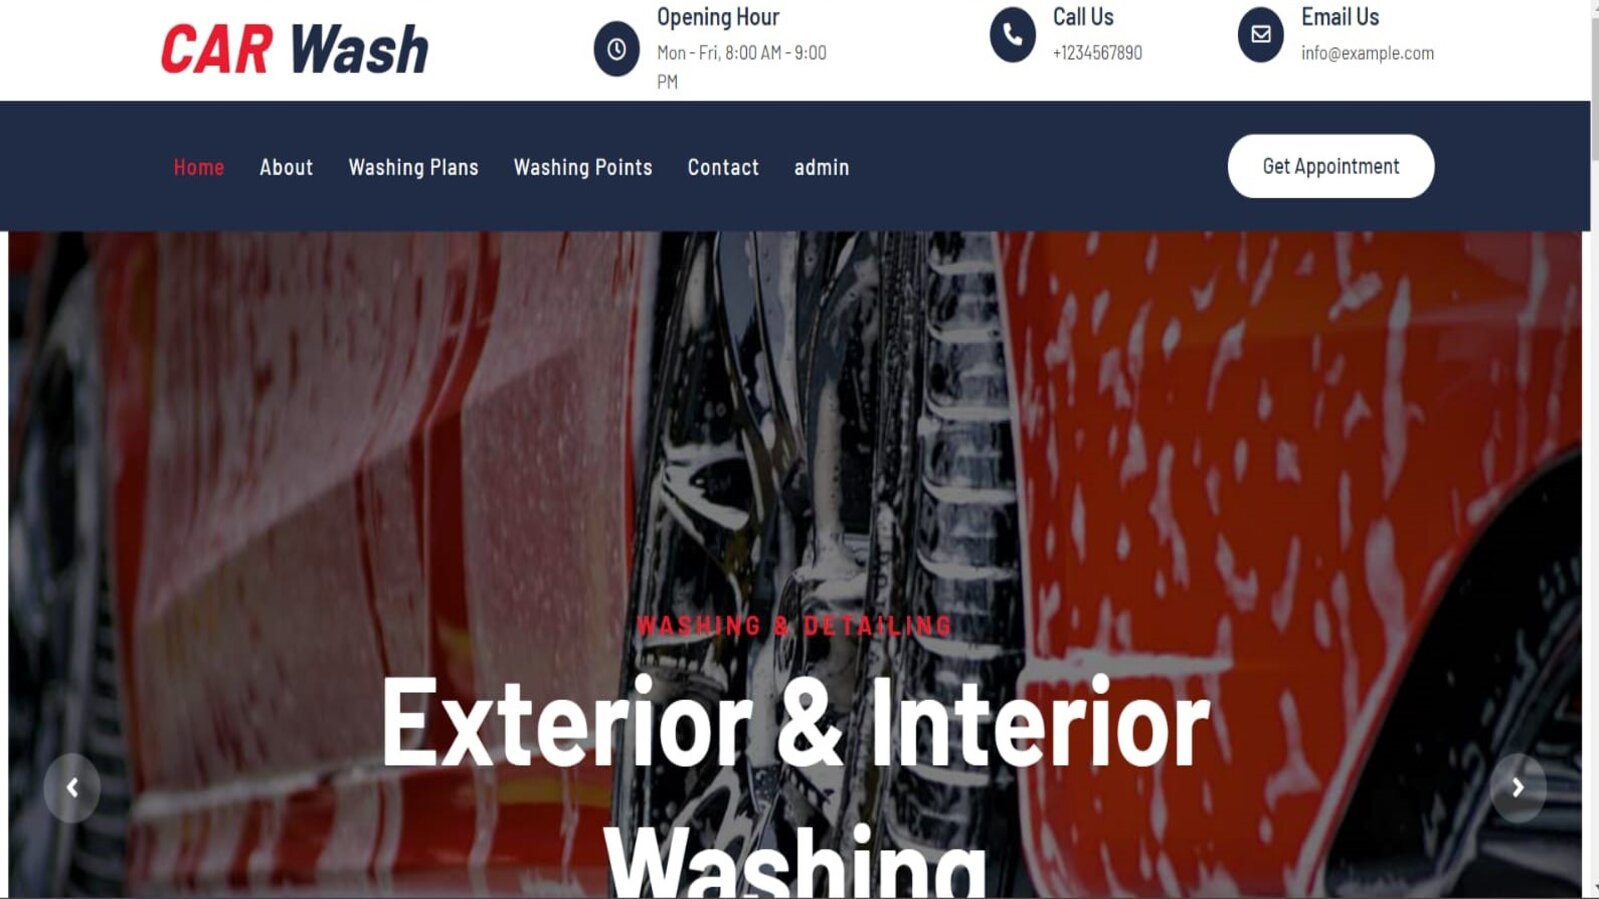 CAR Wash
Opening Hour
Mon - Fri, 8:00 AM - 9:00
PM
Call Us
+1234567890
Email Us
info@example.com
Home About Washing Plans Washing Points Contact admin
Get Appointment
WASHING & DETAILING
Exterior & Interior
Washing